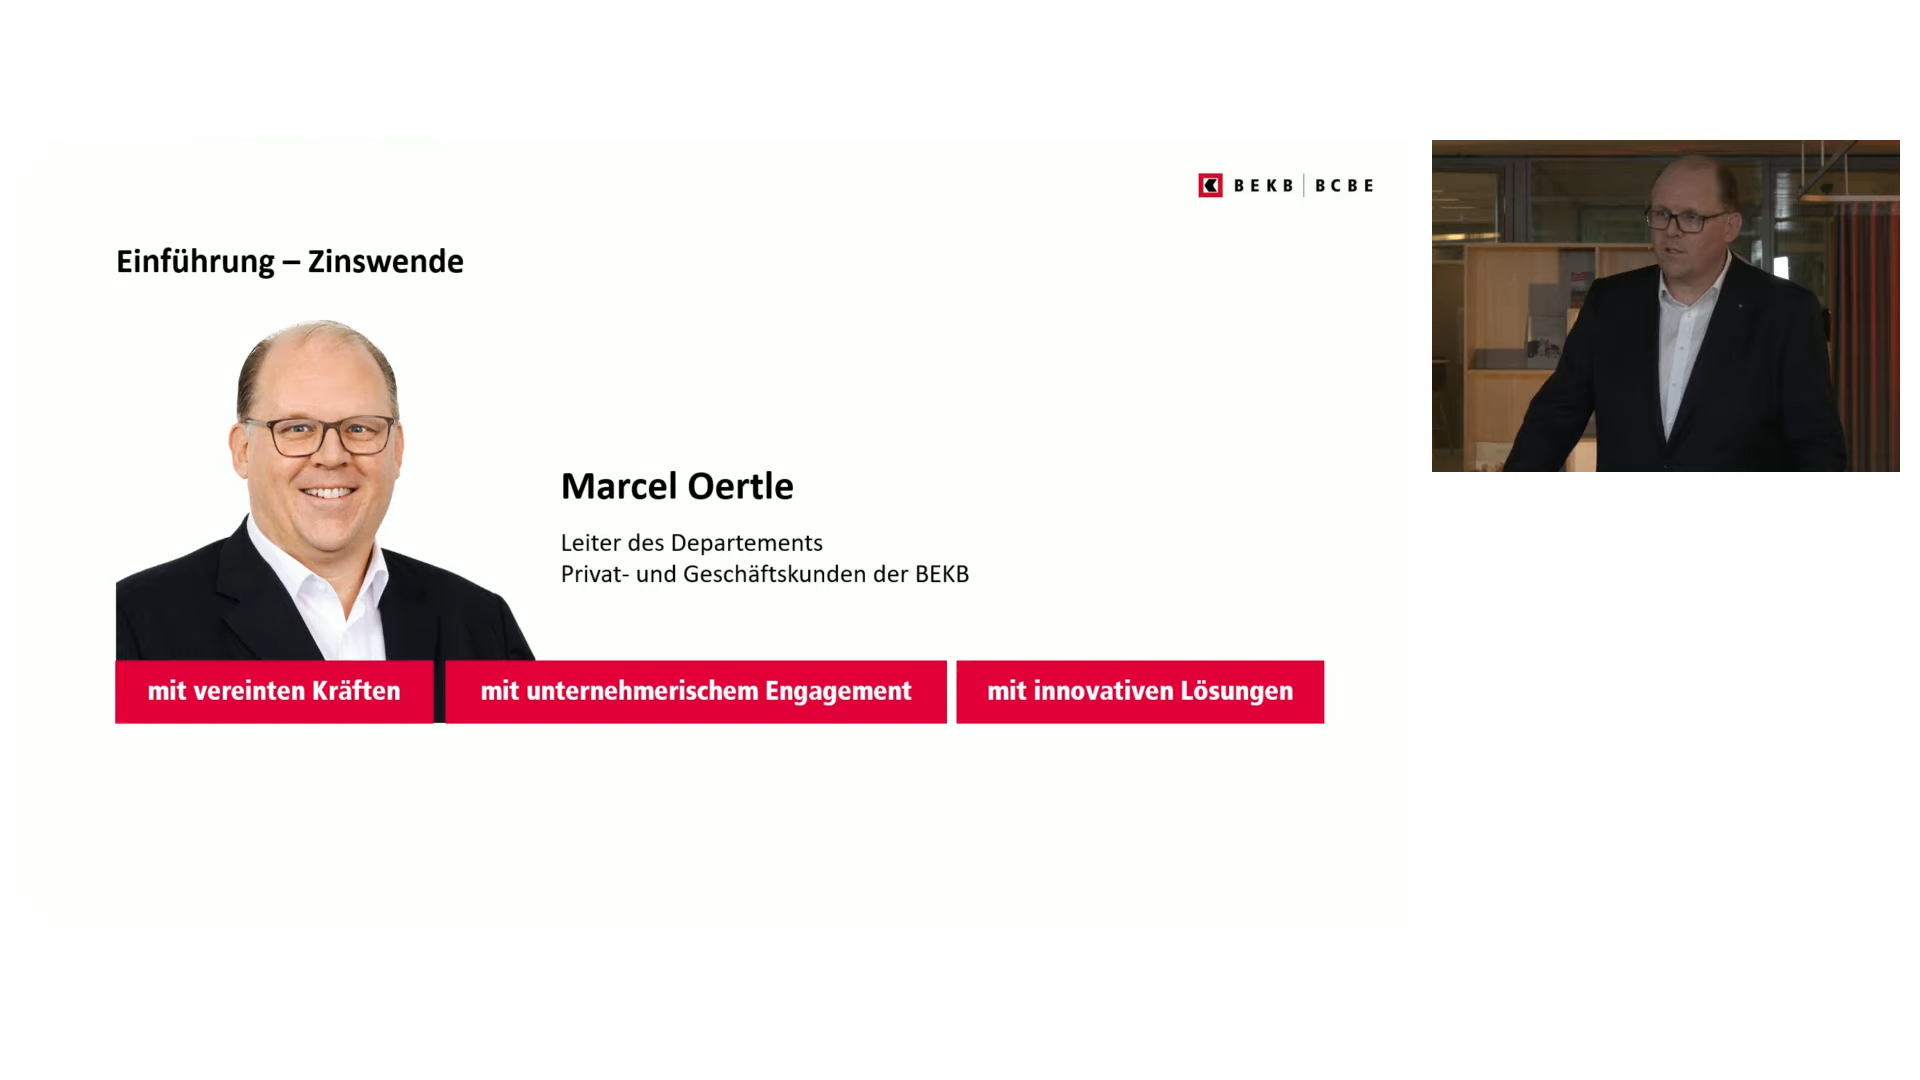 BEKB | BCBE
Einführung – Zinswende
Marcel Oertle
Leiter des Departements
Privat- und Geschäftskunden der BEKB
mit vereinten Kräften
mit unternehmerischem Engagement
mit innovativen Lösungen